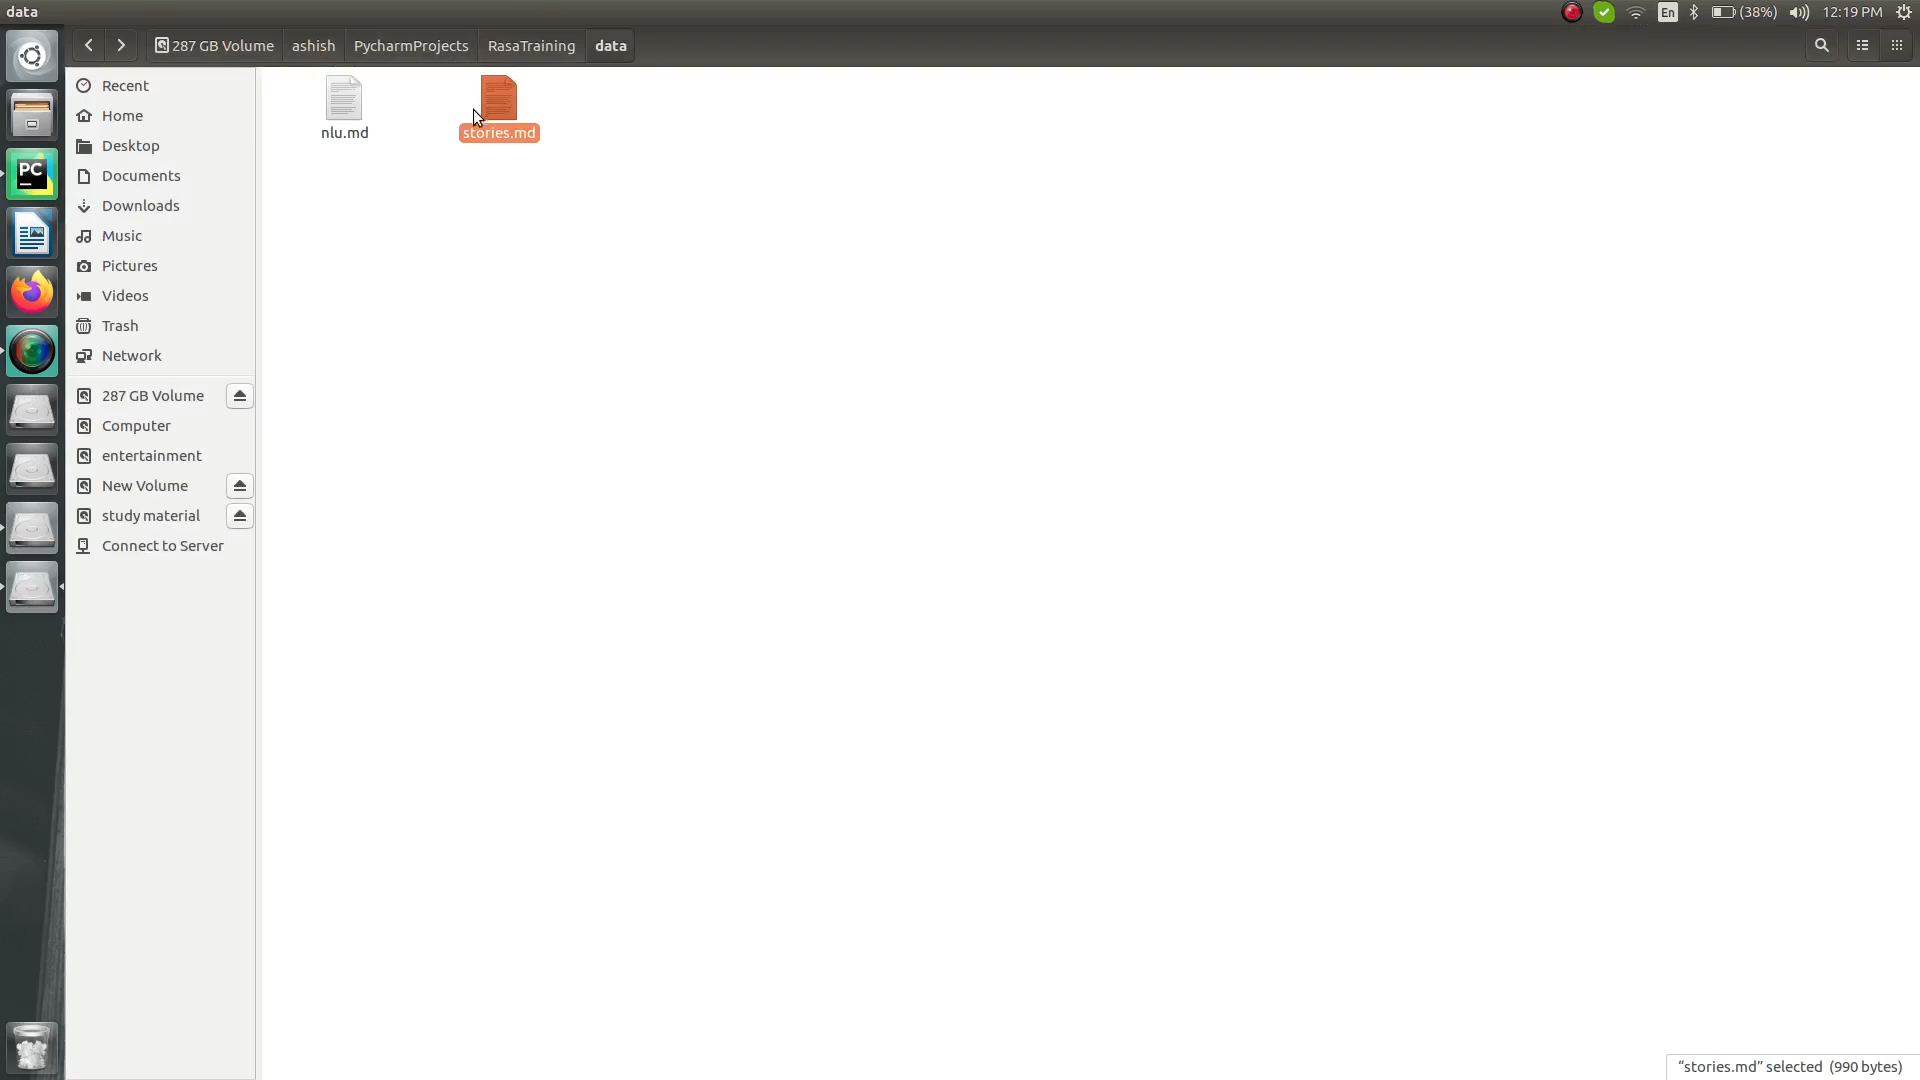 data
En
(38%)
12:19 PM
287 GB Volume
ashish
PycharmProjects
RasaTraining
data
Recent
Home
Desktop
Documents
Downloads
Music
Pictures
Videos
Trash
Network
287 GB Volume
Computer
entertainment
New Volume
study material
Connect to Server
nlu.md
stories.md
PC
"stories.md" selected (990 bytes)